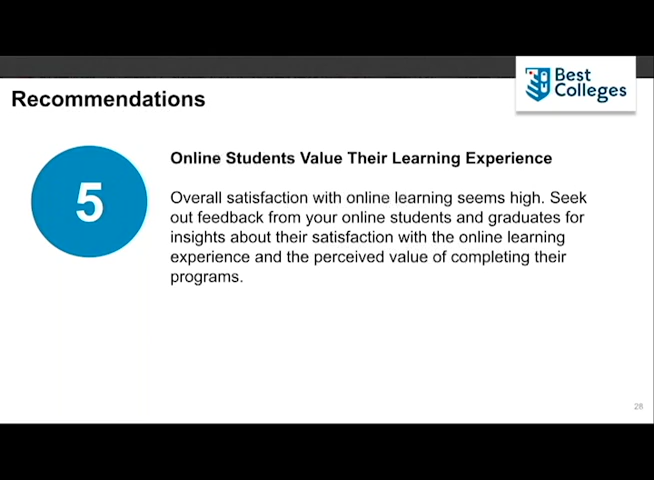 Best
Colleges
Recommendations
5
Online Students Value Their Learning Experience
Overall satisfaction with online learning seems high. Seek
out feedback from your online students and graduates for
insights about their satisfaction with the online learning
experience and the perceived value of completing their
programs.
28